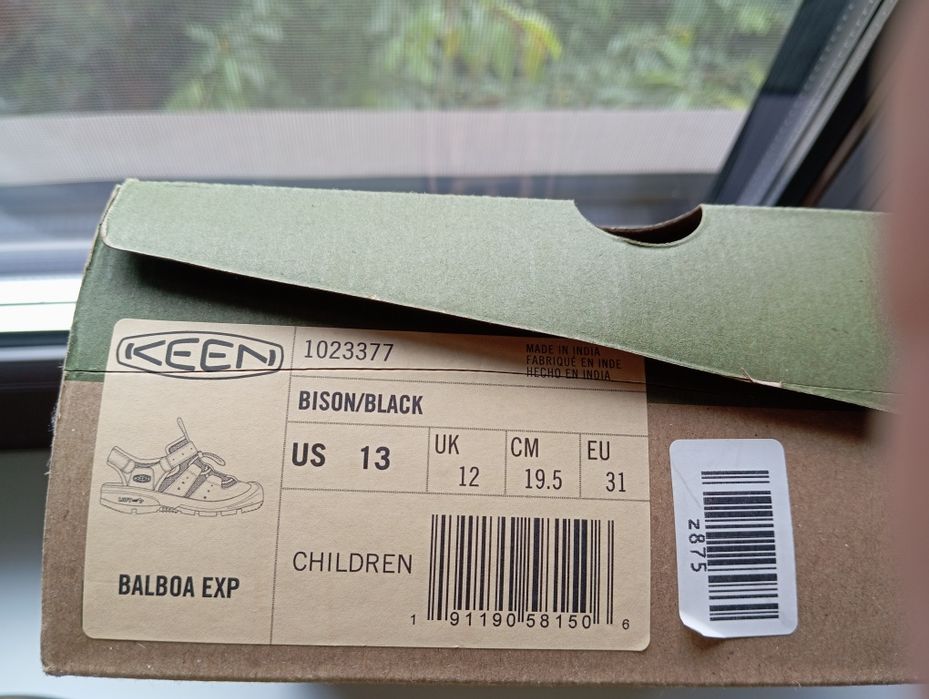 KEEN
1023377
MADE IN INDIA
FABRIQUÉ EN INDE
HECHO EN INDIA
BISON/BLACK
US 13
UK 12
CM 19.5
EU 31
CHILDREN
BALBOA EXP
1 91190 58150 6
z875